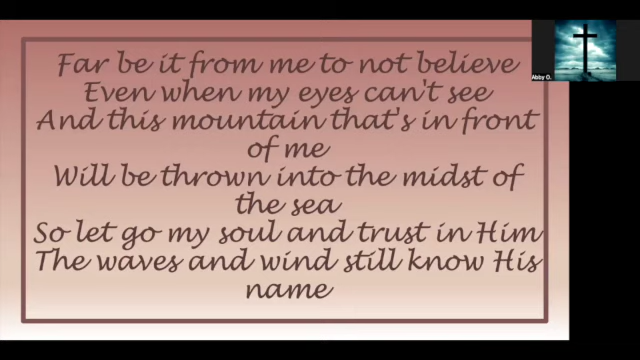 Far be it from me to not believe
Even when my eyes can't see
And this mountain that's in front
of me
Will be thrown into the midst of
the sea
So let go my soul and trust in Him
The waves and wind still know His
name
Abby O.